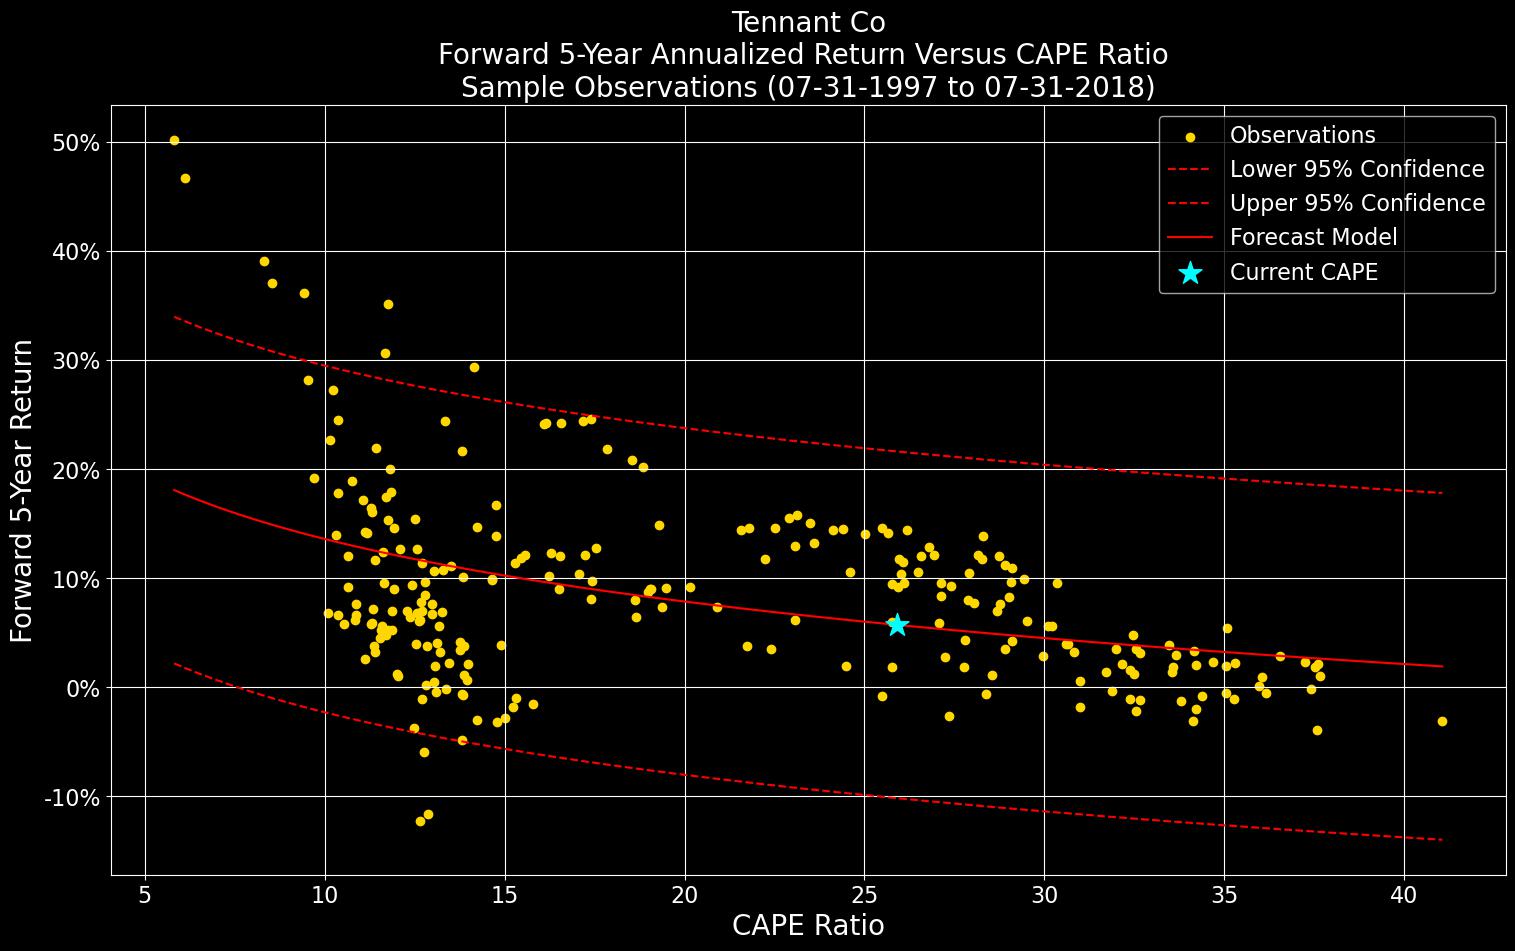 Tennant Co
Forward 5-Year Annualized Return Versus CAPE Ratio
Sample Observations (07-31-1997 to 07-31-2018)
Observations
Lower 95% Confidence
Upper 95% Confidence
Forecast Model
Current CAPE
Forward 5-Year Return
50%
40%
30%
20%
10%
0%
-10%
5 10 15 20 25 30 35 40
CAPE Ratio